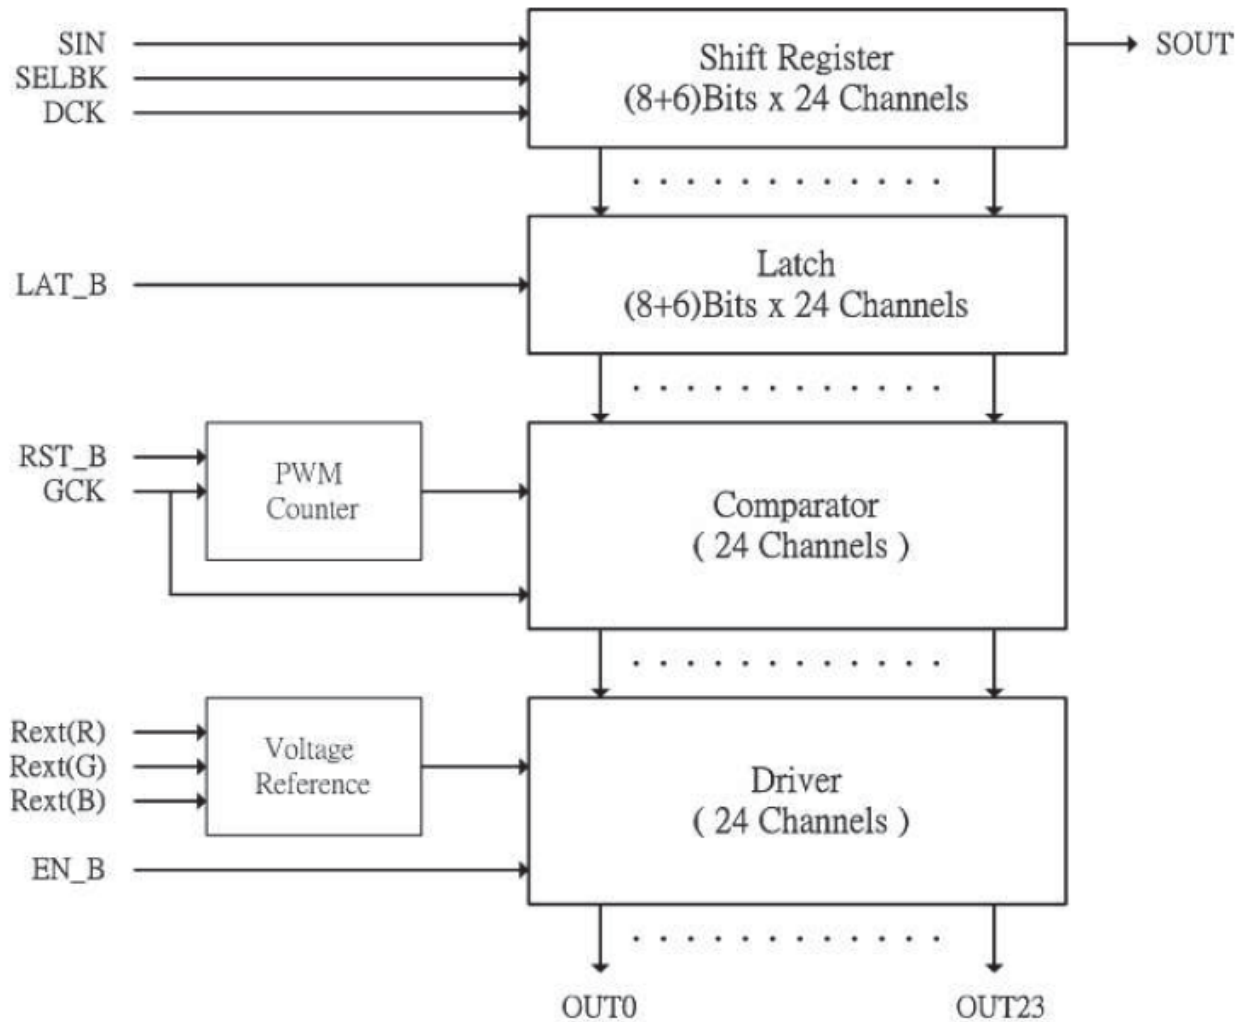 SIN
SELBK
DCK
Shift Register
(8+6)Bits x 24 Channels
SOUT
LAT_B
Latch
(8+6)Bits x 24 Channels
RST_B
GCK
PWM
Counter
Comparator
( 24 Channels )
Rext(R)
Rext(G)
Rext(B)
Voltage
Reference
Driver
( 24 Channels )
EN_B
OUT0
OUT23